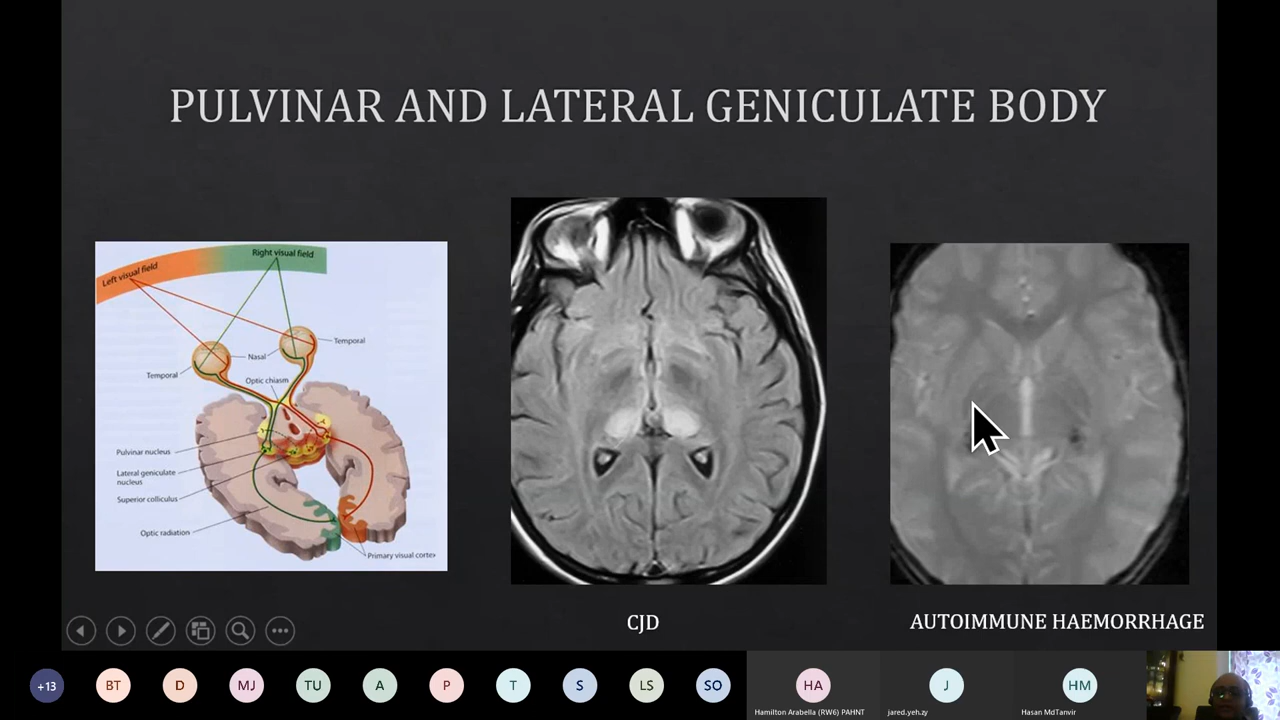 PULVINAR AND LATERAL GENICULATE BODY
Left visual field
Right visual field
Temporal
Nasal
Temporal
Optic chiasm
Pulvinar nucleus
Lateral geniculate
nucleus
Superior colliculus
Optic radiation
Primary visual cortex
CJD
AUTOIMMUNE HAEMORRHAGE
+13
BT
D
MJ
TU
A
P
T
S
LS
SO
HA
J
HM
Hamilton Arabella (RW6) PAHNT
jared.yeh.zy
Hasan MdTanvir